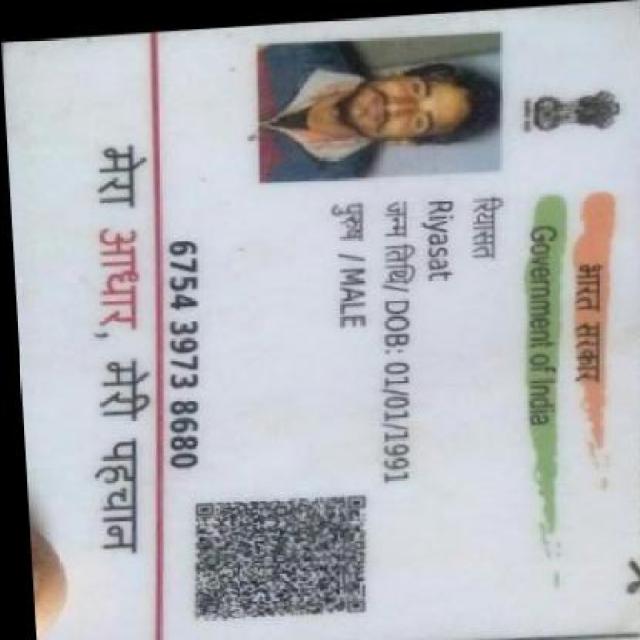 भारत सरकार
Government of India
रियासत
Riyasat
जन्म तिथि/ DOB: 01/01/1991
पुरुष / MALE
6754 3973 8680
मेरा आधार, मेरी पहचान